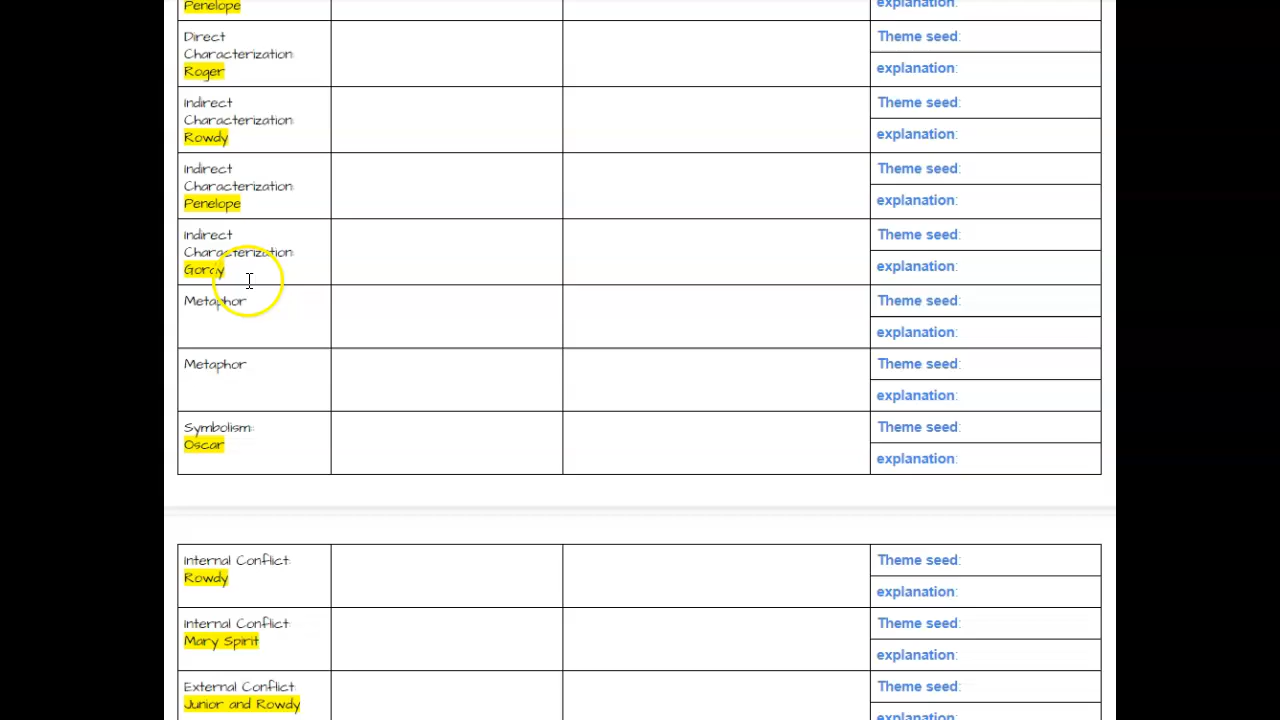 Penelope
explanation:
Direct
Characterization:
Roger
Theme seed:
explanation:
Indirect
Characterization:
Rowdy
Theme seed:
explanation:
Indirect
Characterization:
Penelope
Theme seed:
explanation:
Indirect
Characterization:
Gordy
Theme seed:
explanation:
Metaphor
Theme seed:
explanation:
Metaphor
Theme seed:
explanation:
Symbolism:
Oscar
Theme seed:
explanation:
Internal Conflict:
Rowdy
Theme seed:
explanation:
Internal Conflict:
Mary Spirit
Theme seed:
explanation:
External Conflict:
Junior and Rowdy
Theme seed:
explanation: